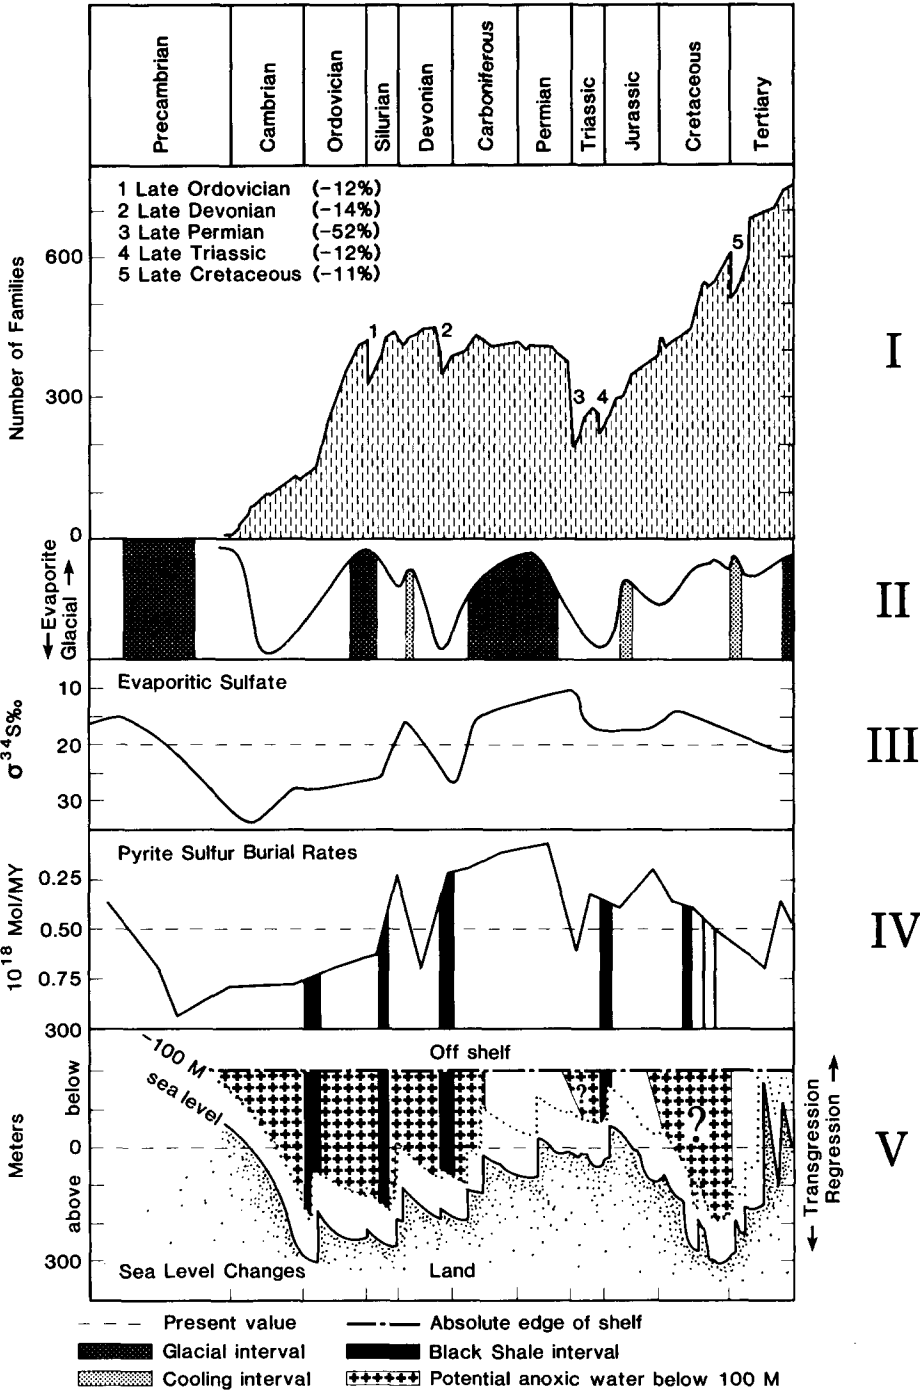 Precambrian
Cambrian
Ordovician
Silurian
Devonian
Carboniferous
Permian
Triassic
Jurassic
Cretaceous
Tertiary
1 Late Ordovician (-12%)
2 Late Devonian (-14%)
3 Late Permian (-52%)
4 Late Triassic (-12%)
5 Late Cretaceous (-11%)
Number of Families
600
300
0
1
2
3
4
5
I
← Evaporite
Glacial →
II
Evaporitic Sulfate
σ³⁴S‰
10
20
30
III
Pyrite Sulfur Burial Rates
10¹⁸ Mol/MY
0.25
0.50
0.75
IV
300
-100 M
sea level
Off shelf
Meters
below
0
above
300
?
?
Sea Level Changes
Land
← Transgression
Regression →
V
Present value
Absolute edge of shelf
Glacial interval
Black Shale interval
Cooling interval
Potential anoxic water below 100 M